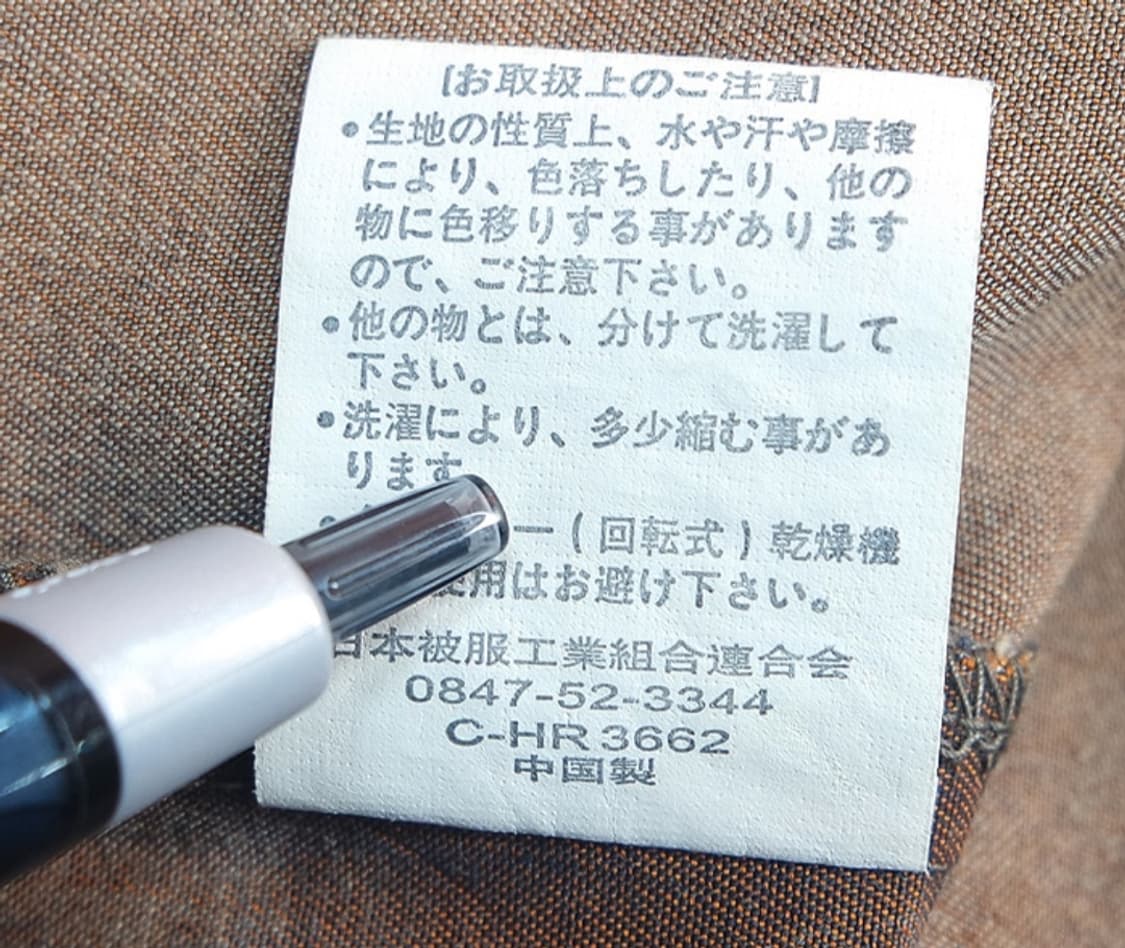 [お取扱上のご注意]
•生地の性質上、水や汗や摩擦
により、色落ちしたり、他の
物に色移りする事があります
ので、ご注意下さい。
•他の物とは、分けて洗濯して
下さい。
•洗濯により、多少縮む事があ
ります
ー(回転式)乾燥機
使用はお避け下さい。
日本被服工業組合連合会
0847-52-3344
C-HR3662
中国製